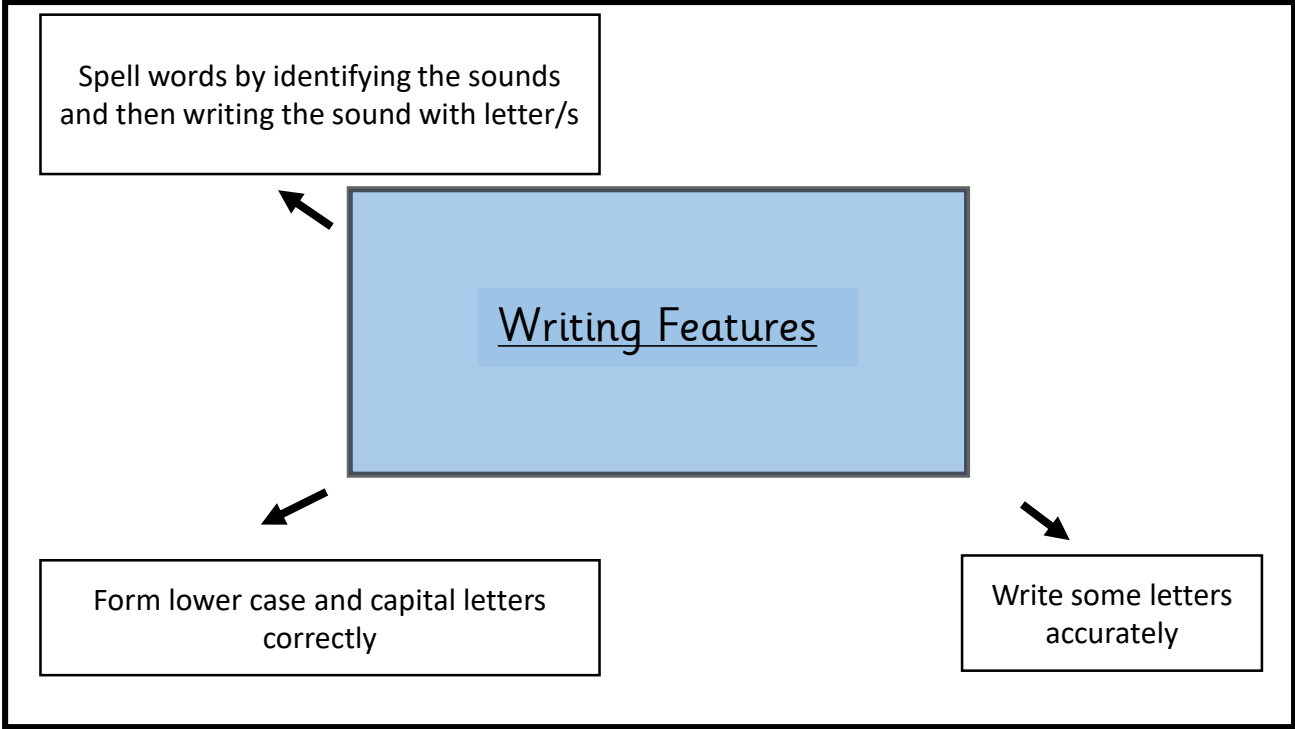 Spell words by identifying the sounds
and then writing the sound with letter/s
Writing Features
Form lower case and capital letters
correctly
Write some letters
accurately